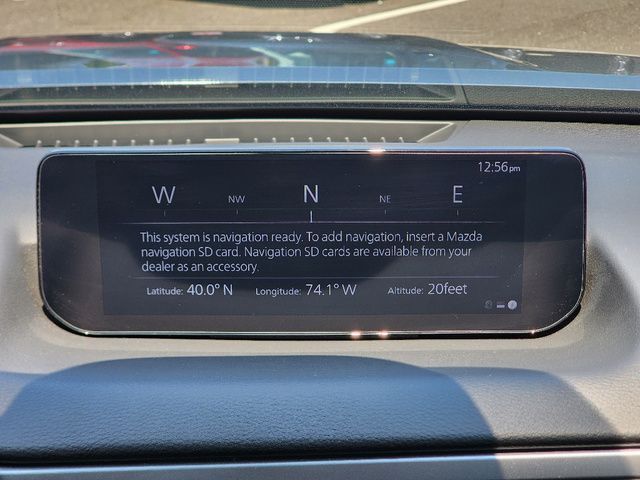 12:56pm
W NW N NE E
This system is navigation ready. To add navigation, insert a Mazda
navigation SD card. Navigation SD cards are available from your
dealer as an accessory.
Latitude: 40.0° N Longitude: 74.1° W Altitude: 20feet